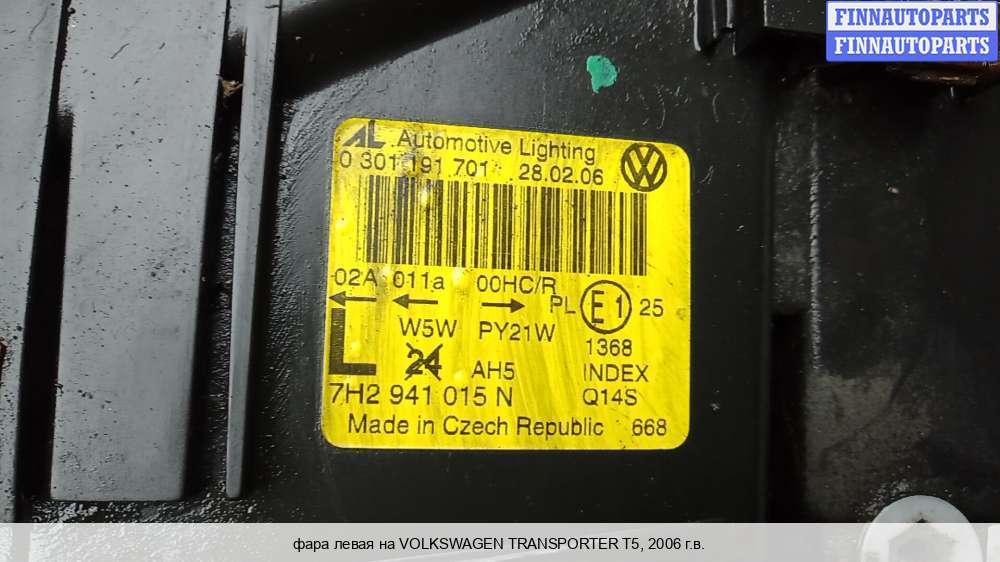 FINNAUTOPARTS
FINNAUTOPARTS
AL Automotive Lighting
0 301 191 701 28.02.06
02A 011a 00HC/R
PL E1 25
W5W PY21W 1368
L 24 AH5 INDEX
7H2 941 015 N Q14S
Made in Czech Republic 668
фара левая на VOLKSWAGEN TRANSPORTER T5, 2006 г.в.